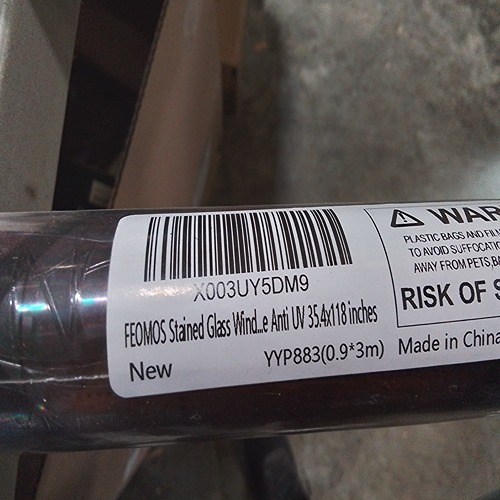 X003UY5DM9
FEOMOS Stained Glass Wind...e Anti UV 35.4x118 inches
New
YYP883(0.9*3m) Made in China
⚠ WAR
PLASTIC BAGS AND FIL
TO AVOID SUFFOCATIO
AWAY FROM PETS, BA
RISK OF S